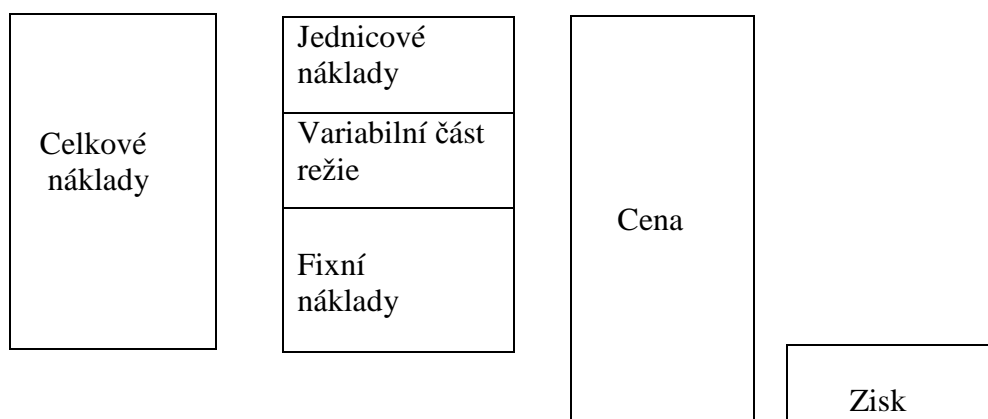 Celkové
náklady
Jednicové
náklady
Variabilní část
režie
Fixní
náklady
Cena
Zisk